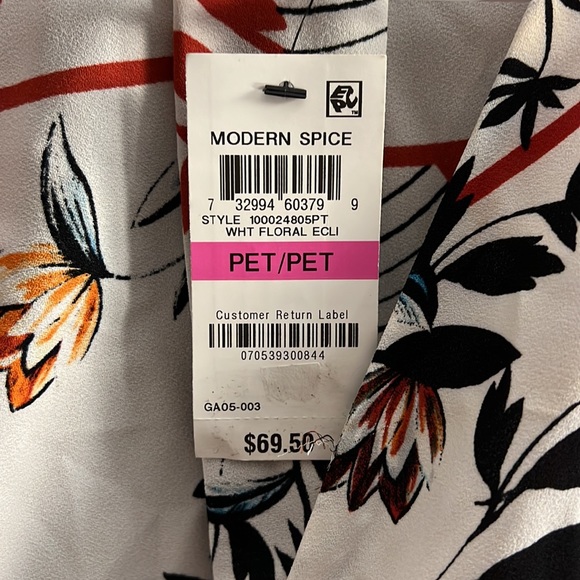 EPC™
MODERN SPICE
7 32994 60379 9
STYLE 100024805PT
WHT FLORAL ECLI
PET/PET
Customer Return Label
070539300844
GA05-003
$69.50